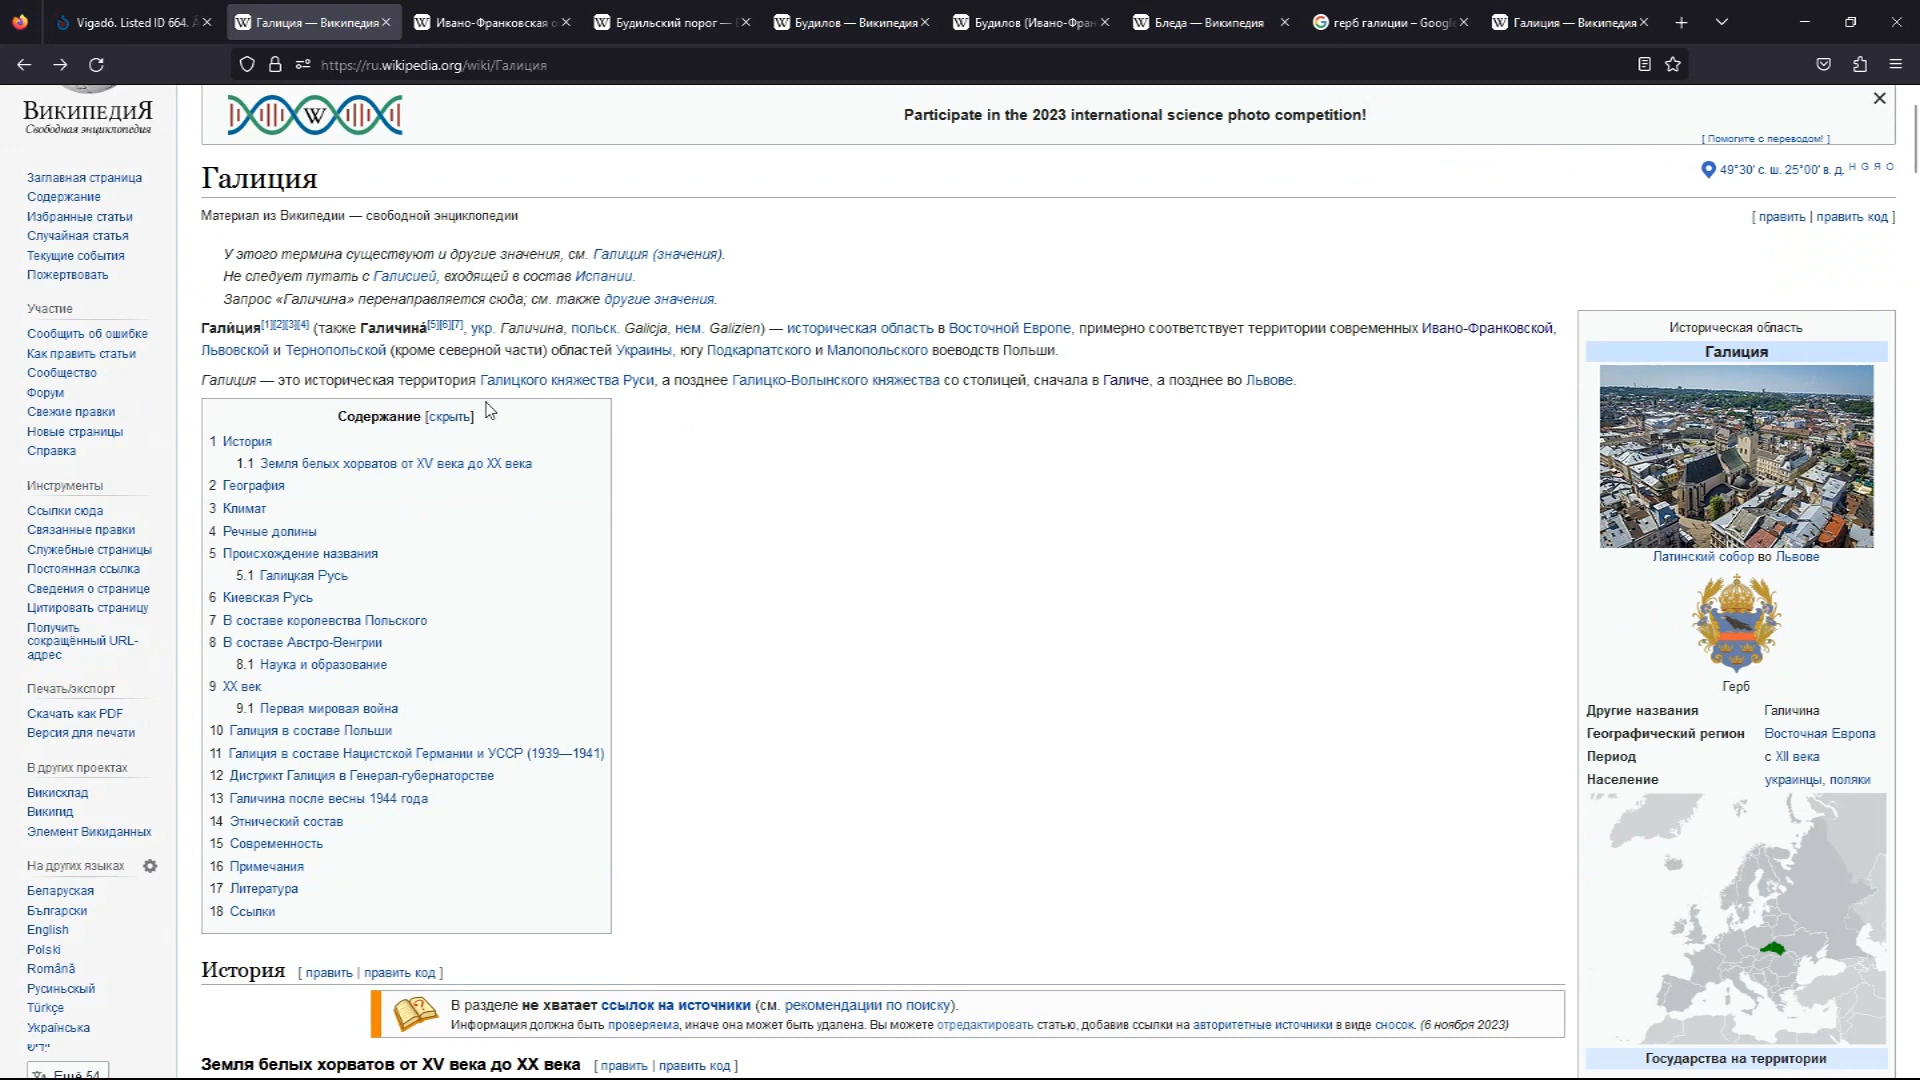 Vigadó. Listed ID 664.
Галиция — Википедия
Ивано-Франковская о
Будильский порог —
Будилов — Википедия
Будилов (Ивано-Фран
Бледа — Википедия
герб галиции – Google
Галиция — Википедия
https://ru.wikipedia.org/wiki/Галиция
ВикипедиЯ
Свободная энциклопедия
Заглавная страница
Содержание
Избранные статьи
Случайная статья
Текущие события
Пожертвовать
Участие
Сообщить об ошибке
Как править статьи
Сообщество
Форум
Свежие правки
Новые страницы
Справка
Инструменты
Ссылки сюда
Связанные правки
Служебные страницы
Постоянная ссылка
Сведения о странице
Цитировать страницу
Получить
сокращённый URL-
адрес
Печать/экспорт
Скачать как PDF
Версия для печати
В других проектах
Викисклад
Викигид
Элемент Викиданных
На других языках
Беларуская
Български
English
Polski
Română
Русиньскый
Türkçe
Українська
ייִדיש
Ещё 54
W
Participate in the 2023 international science photo competition!
[ Помогите с переводом! ]
Галиция
49°30′ с. ш. 25°00′ в. д. H G Я O
Материал из Википедии — свободной энциклопедии
[ править | править код ]
У этого термина существуют и другие значения, см. Галиция (значения).
Не следует путать с Галисией, входящей в состав Испании.
Запрос «Галичина» перенаправляется сюда; см. также другие значения.
Гали́ция[1][2][3][4] (также Галичина́[5][6][7], укр. Галичина, польск. Galicja, нем. Galizien) — историческая область в Восточной Европе, примерно соответствует территории современных Ивано-Франковской,
Львовской и Тернопольской (кроме северной части) областей Украины, югу Подкарпатского и Малопольского воеводств Польши.
Галиция — это историческая территория Галицкого княжества Руси, а позднее Галицко-Волынского княжества со столицей, сначала в Галиче, а позднее во Львове.
Содержание [скрыть]
1 История
1.1 Земля белых хорватов от XV века до XX века
2 География
3 Климат
4 Речные долины
5 Происхождение названия
5.1 Галицкая Русь
6 Киевская Русь
7 В составе королевства Польского
8 В составе Австро-Венгрии
8.1 Наука и образование
9 XX век
9.1 Первая мировая война
10 Галиция в составе Польши
11 Галиция в составе Нацистской Германии и УССР (1939—1941)
12 Дистрикт Галиция в Генерал-губернаторстве
13 Галичина после весны 1944 года
14 Этнический состав
15 Современность
16 Примечания
17 Литература
18 Ссылки
История [ править | править код ]
В разделе не хватает ссылок на источники (см. рекомендации по поиску).
Информация должна быть проверяема, иначе она может быть удалена. Вы можете отредактировать статью, добавив ссылки на авторитетные источники в виде сносок. (6 ноября 2023)
Земля белых хорватов от XV века до XX века [ править | править код ]
Историческая область
Галиция
Латинский собор во Львове
Герб
Другие названия Галичина
Географический регион Восточная Европа
Период с XII века
Население украинцы, поляки
Государства на территории